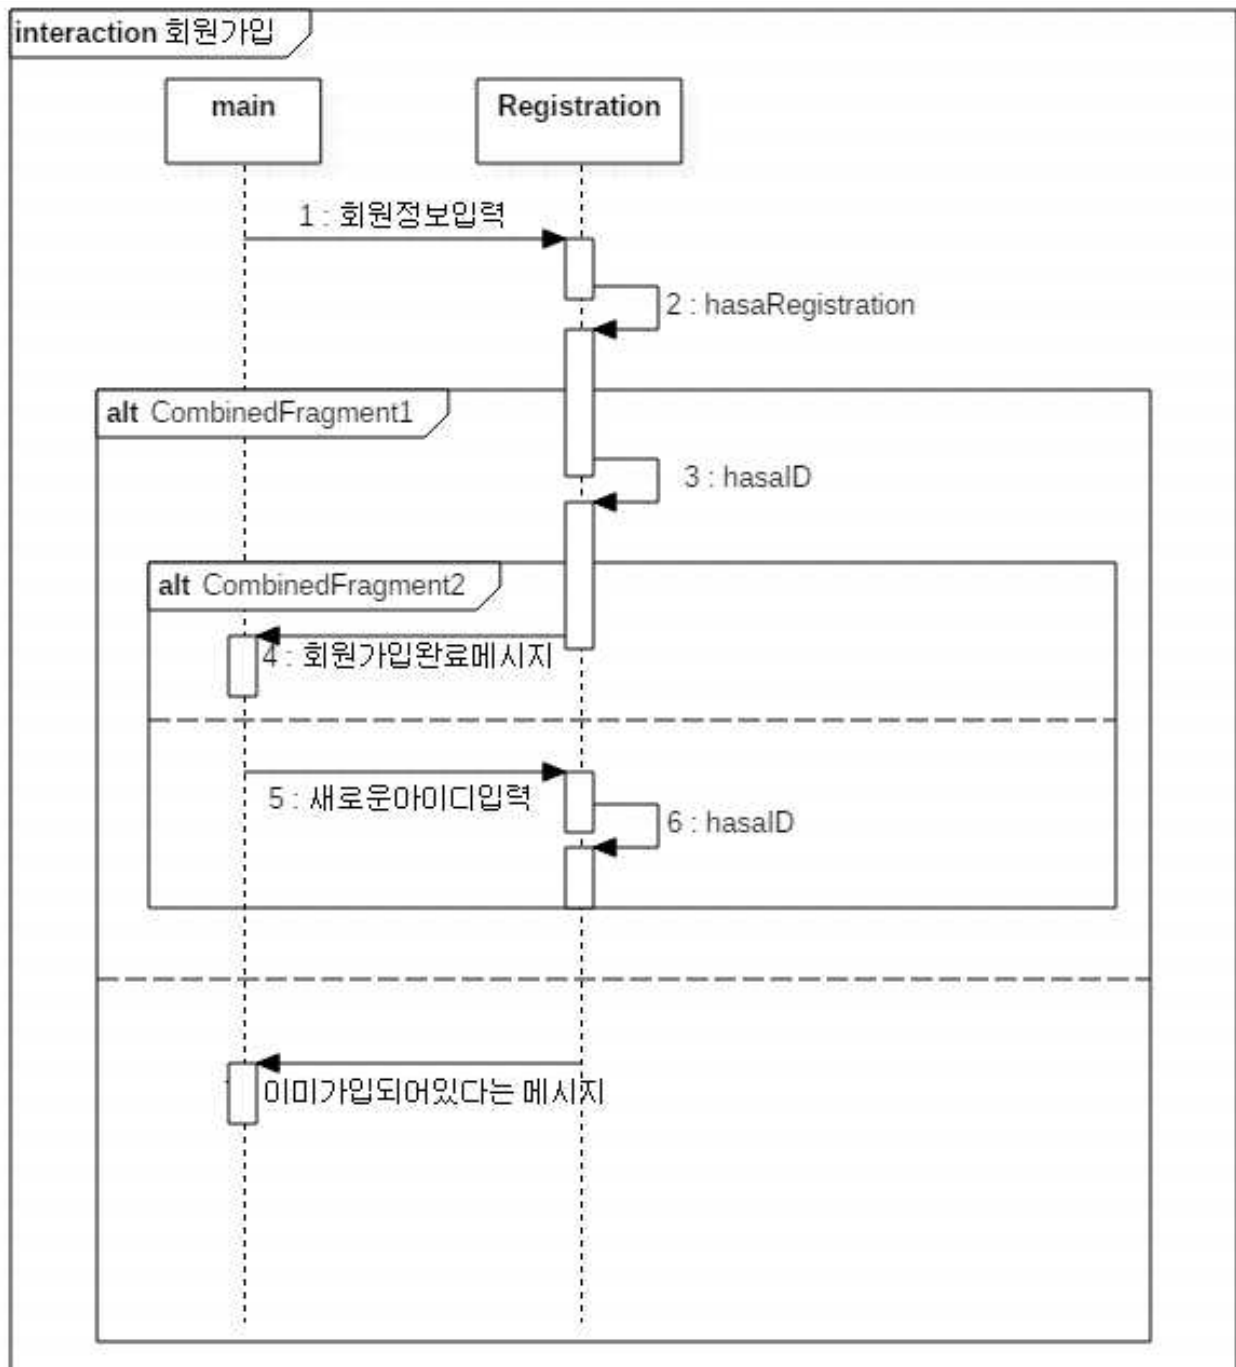 interaction 회원가입
main
Registration
1 : 회원정보입력
2 : hasaRegistration
alt CombinedFragment1
3 : hasaID
alt CombinedFragment2
4 : 회원가입완료메시지
5 : 새로운아이디입력
6 : hasaID
이미가입되어있다는 메시지